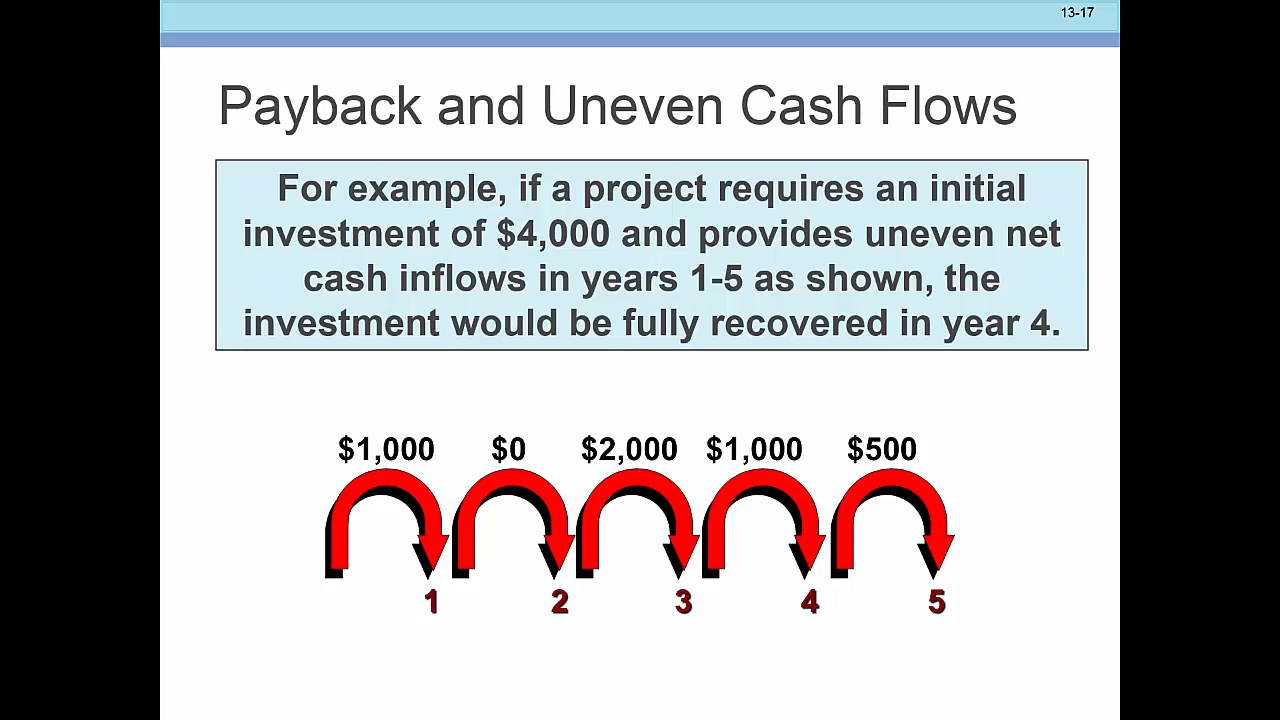 13-17
Payback and Uneven Cash Flows
For example, if a project requires an initial
investment of $4,000 and provides uneven net
cash inflows in years 1-5 as shown, the
investment would be fully recovered in year 4.
$1,000 $0 $2,000 $1,000 $500
1 2 3 4 5